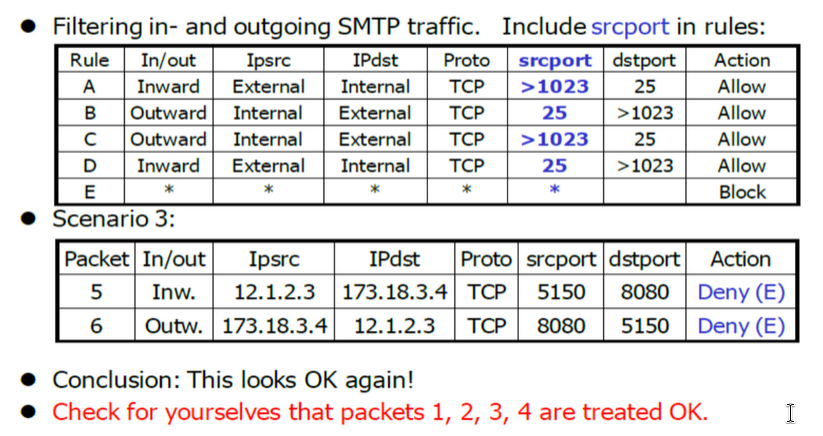 Filtering in- and outgoing SMTP traffic. Include srcport in rules:
Rule In/out Ipsrc IPdst Proto srcport dstport Action
A Inward External Internal TCP >1023 25 Allow
B Outward Internal External TCP 25 >1023 Allow
C Outward Internal External TCP >1023 25 Allow
D Inward External Internal TCP 25 >1023 Allow
E * * * * * Block
Scenario 3:
Packet In/out Ipsrc IPdst Proto srcport dstport Action
5 Inw. 12.1.2.3 173.18.3.4 TCP 5150 8080 Deny (E)
6 Outw. 173.18.3.4 12.1.2.3 TCP 8080 5150 Deny (E)
Conclusion: This looks OK again!
Check for yourselves that packets 1, 2, 3, 4 are treated OK.